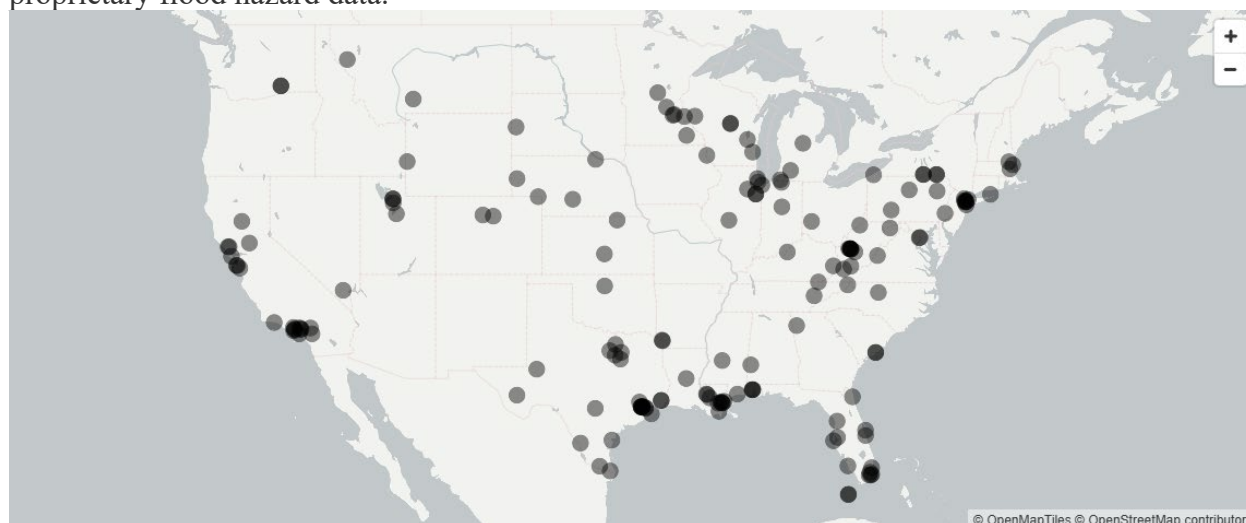 proprietary flood hazard data.
+
−
© OpenMapTiles © OpenStreetMap contributor